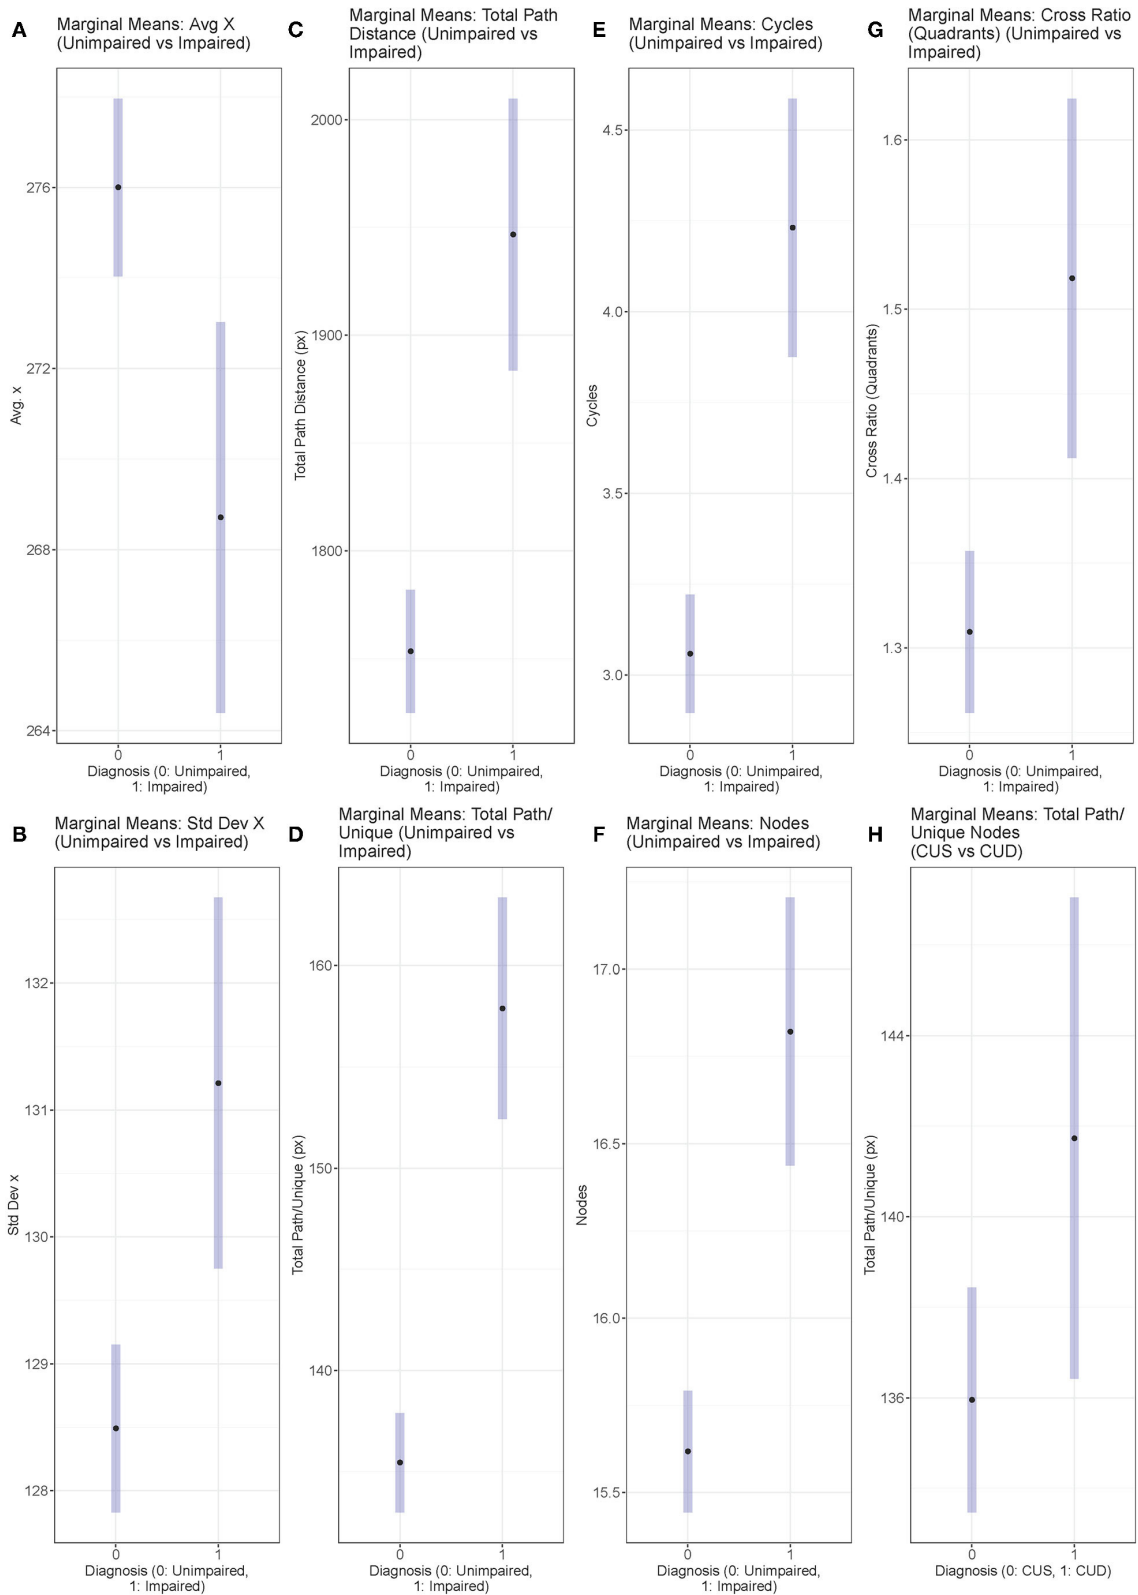 A
Marginal Means: Avg X
(Unimpaired vs Impaired)
276
272
268
264
Avg. x
0
1
Diagnosis (0: Unimpaired,
1: Impaired)
C
Marginal Means: Total Path
Distance (Unimpaired vs
Impaired)
2000
1900
1800
Total Path Distance (px)
0
1
Diagnosis (0: Unimpaired,
1: Impaired)
E
Marginal Means: Cycles
(Unimpaired vs Impaired)
4.5
4.0
3.5
3.0
Cycles
0
1
Diagnosis (0: Unimpaired,
1: Impaired)
G
Marginal Means: Cross Ratio
(Quadrants) (Unimpaired vs
Impaired)
1.6
1.5
1.4
1.3
Cross Ratio (Quadrants)
0
1
Diagnosis (0: Unimpaired,
1: Impaired)
B
Marginal Means: Std Dev X
(Unimpaired vs Impaired)
132
131
130
129
128
Std Dev x
0
1
Diagnosis (0: Unimpaired,
1: Impaired)
D
Marginal Means: Total Path/
Unique (Unimpaired vs
Impaired)
160
150
140
Total Path/Unique (px)
0
1
Diagnosis (0: Unimpaired,
1: Impaired)
F
Marginal Means: Nodes
(Unimpaired vs Impaired)
17.0
16.5
16.0
15.5
Nodes
0
1
Diagnosis (0: Unimpaired,
1: Impaired)
H
Marginal Means: Total Path/
Unique Nodes
(CUS vs CUD)
144
140
136
Total Path/Unique (px)
0
1
Diagnosis (0: CUS, 1: CUD)